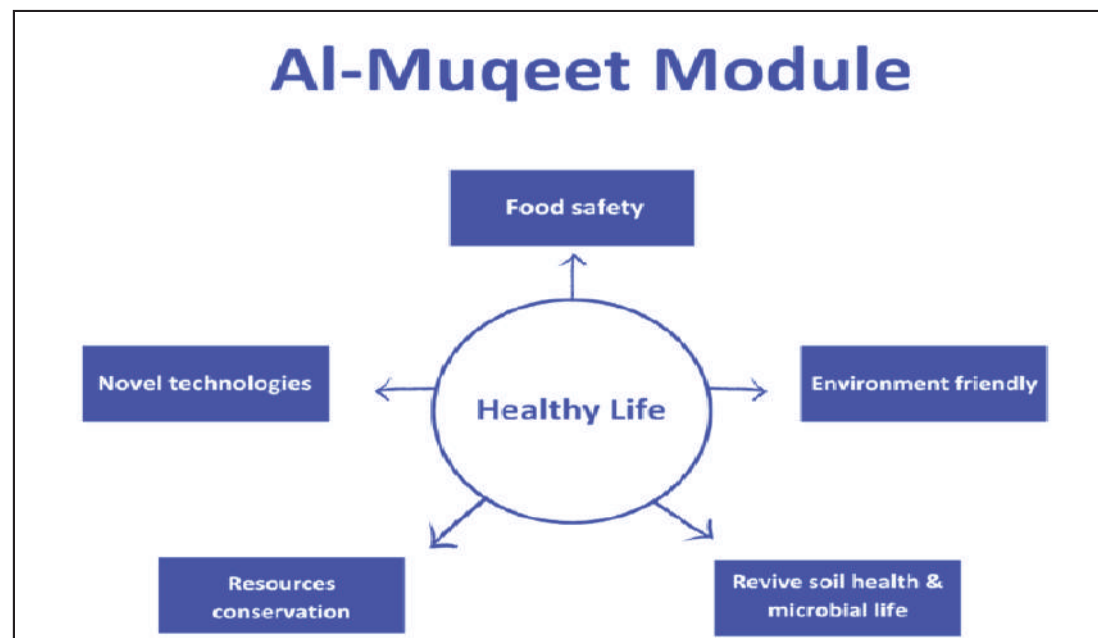 Al-Muqeet Module
Food safety
Novel technologies
Environment friendly
Healthy Life
Resources
conservation
Revive soil health &
microbial life